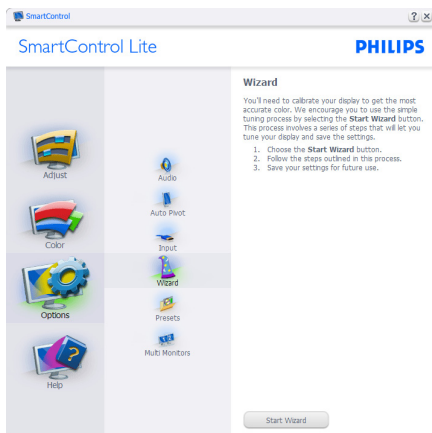 SmartControl
SmartControl Lite
PHILIPS
Adjust
Color
Options
Help
Audio
Auto Pivot
Input
Wizard
Presets
Multi Monitors
Wizard
You'll need to calibrate your display to get the most
accurate color. We encourage you to use the simple
tuning process by selecting the Start Wizard button.
This process involves a series of steps that will let you
tune your display and save the settings.
1. Choose the Start Wizard button.
2. Follow the steps outlined in this process.
3. Save your settings for future use.
Start Wizard